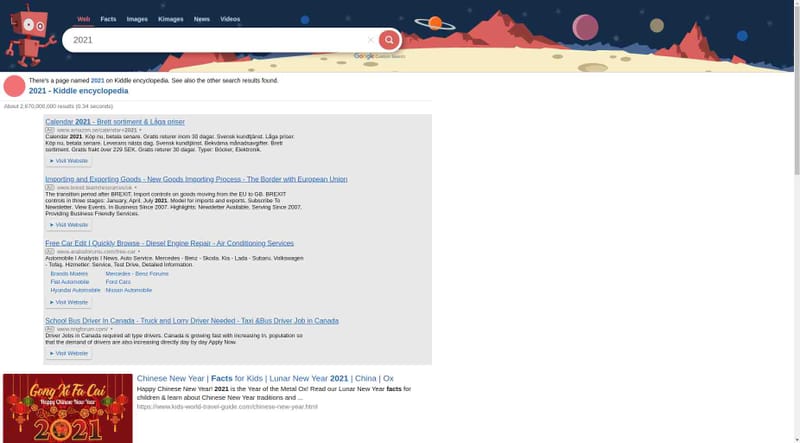 Web Facts Images Kimages News Videos
2021
Google Custom Search
There's a page named 2021 on Kiddle encyclopedia. See also the other search results found.
2021 - Kiddle encyclopedia
About 2,670,000,000 results (0.34 seconds)
Calendar 2021 - Brett sortiment & Låga priser
Ad www.amazon.se/calendar+2021
Calendar 2021. Köp nu, betala senare. Gratis returer inom 30 dagar. Svensk kundtjänst. Låga priser.
Köp nu, betala senare. Leverans nästa dag. Svensk kundtjänst. Bekväma månadsavgifter. Brett
sortiment. Gratis frakt över 229 SEK. Gratis returer 30 dagar. Typer: Böcker, Elektronik.
Visit Website
Importing and Exporting Goods - New Goods Importing Process - The Border with European Union
Ad
The transition period after BREXIT. Import controls on goods moving from the EU to GB. BREXIT
controls in three stages: January, April, July 2021. Model for imports and exports. Subscribe To
Newsletter. View Events. In Business Since 2007. Highlights: Newsletter Available, Serving Since 2007,
Providing Business Friendly Services.
Visit Website
Free Car Edit I Quickly Browse - Diesel Engine Repair - Air Conditioning Services
Ad
Automobile I Analysis I News, Auto Service. Mercedes - Benz - Skoda. Kia - Lada - Subaru. Volkswagen
- Tofaş. Hizmetler: Service, Test Drive, Detailed Information.
Brands Models Mercedes - Benz Forums
Fiat Automobile Ford Cars
Hyundai Automobile Nissan Automobile
Visit Website
School Bus Driver In Canada - Truck and Lorry Driver Needed - Taxi &Bus Driver Job in Canada
Ad
Driver Jobs in Canada required all type drivers. Canada is growing fast with increasing In. population so
that the demand of drivers are also increasing directly day by day Apply Now.
Visit Website
Gong Xi Fa Cai
Happy Chinese New Year
2021
Chinese New Year | Facts for Kids | Lunar New Year 2021 | China | Ox
Happy Chinese New Year! 2021 is the Year of the Metal Ox! Read our Lunar New Year facts for
children & learn about Chinese New Year traditions and ...
https://www.kids-world-travel-guide.com/chinese-new-year.html